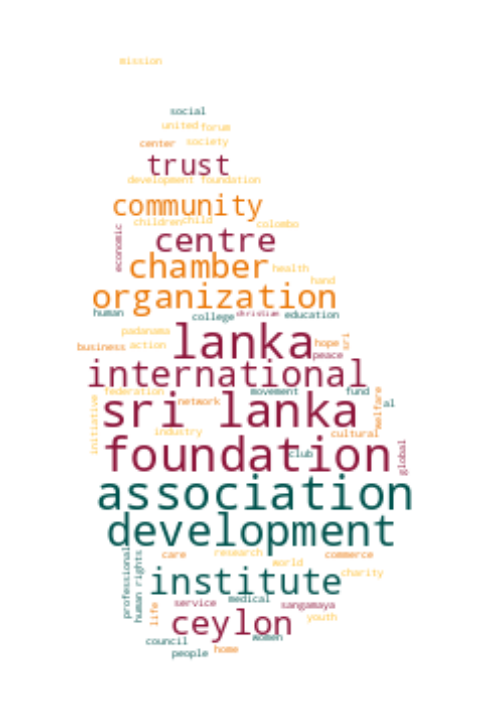 mission
social
united forum
center society
trust
development foundation
community
children child colombo
economic centre
chamber health
hand
organization
human college christian education
padanama
lanka
business action hope sri
peace
international
federation movement fund welfare
network al
sri lanka
initiative industry cultural
foundation
club global
association
development
care research commerce
world
professional human rights institute charity
life service medical sangamaya
ceylon youth
council women
people home